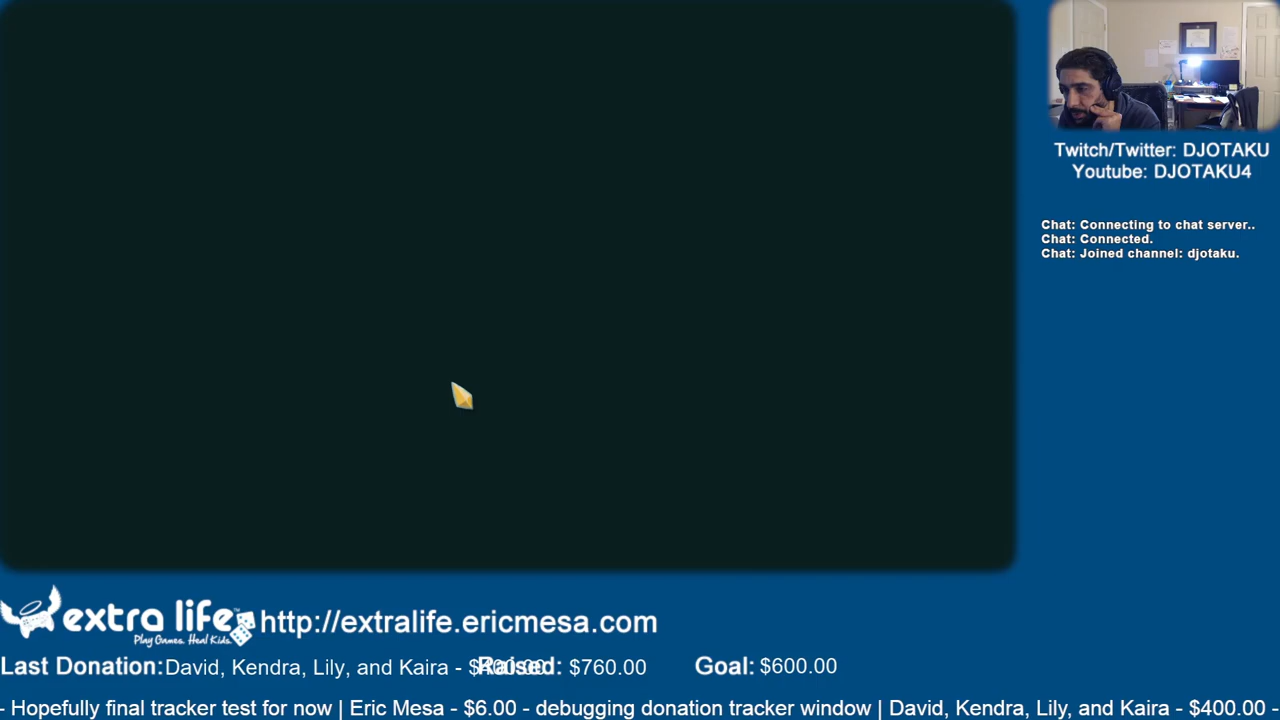 Twitch/Twitter: DJOTAKU
Youtube: DJOTAKU4
Chat: Connecting to chat server..
Chat: Connected.
Chat: Joined channel: djotaku.
extra life
Play Games. Heal Kids.
http://extralife.ericmesa.com
Last Donation: David, Kendra, Lily, and Kaira - $400.00 Raised: $760.00 Goal: $600.00
- Hopefully final tracker test for now | Eric Mesa - $6.00 - debugging donation tracker window | David, Kendra, Lily, and Kaira - $400.00 -